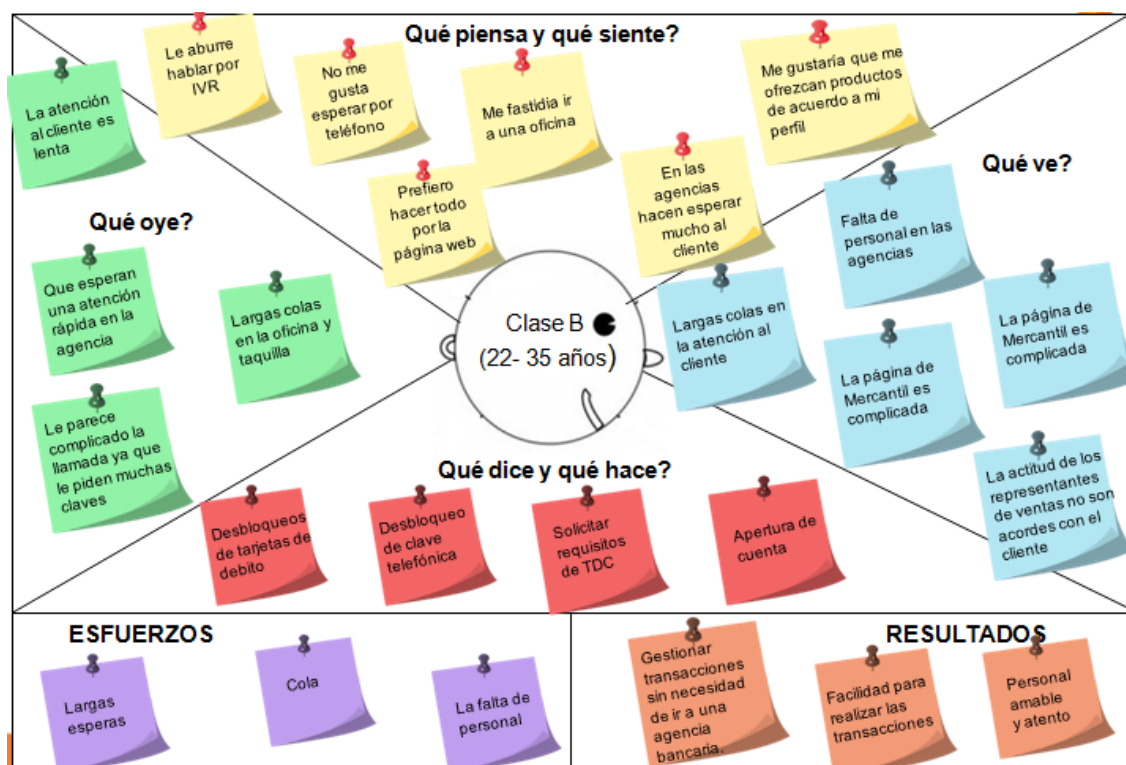 Qué piensa y qué siente?
La atención
al cliente es
lenta
Le aburre
hablar por
IVR
No me
gusta
esperar por
teléfono
Me fastidia ir
a una oficina
Me gustaría que me
ofrezcan productos
de acuerdo a mi
perfil
Prefiero
hacer todo
por la
página web
En las
agencias
hacen esperar
mucho al
cliente
Qué oye?
Que esperan
una atención
rápida en la
agencia
Largas colas
en la oficina y
taquilla
Le parece
complicado la
llamada ya que
le piden muchas
claves
Clase B
(22- 35 años)
Qué ve?
Falta de
personal en las
agencias
Largas colas en
la atención al
cliente
La página de
Mercantil es
complicada
La página de
Mercantil es
complicada
La actitud de los
representantes
de ventas no son
acordes con el
cliente
Qué dice y qué hace?
Desbloqueos
de tarjetas de
debito
Desbloqueo
de clave
telefónica
Solicitar
requisitos
de TDC
Apertura de
cuenta
ESFUERZOS
Largas
esperas
Cola
La falta de
personal
RESULTADOS
Gestionar
transacciones
sin necesidad
de ir a una
agencia
bancaria.
Facilidad para
realizar las
transacciones
Personal
amable
y atento